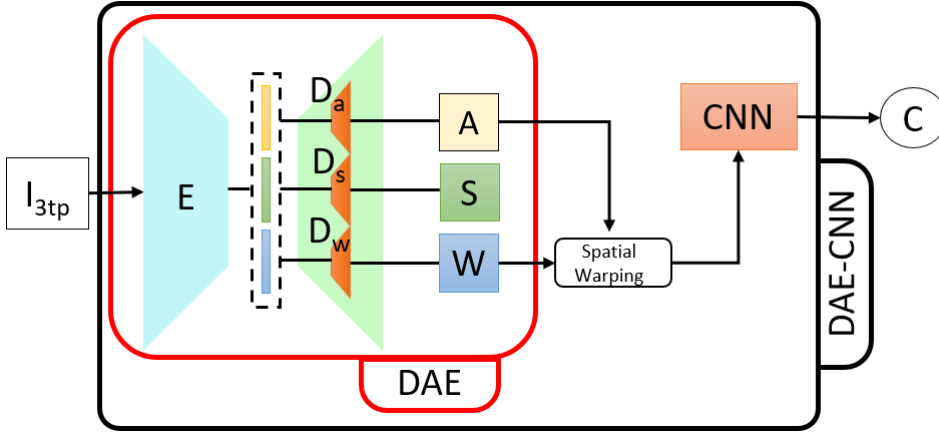 I3tp
E
Da
Ds
Dw
A
S
W
Spatial
Warping
CNN
C
DAE
DAE-CNN